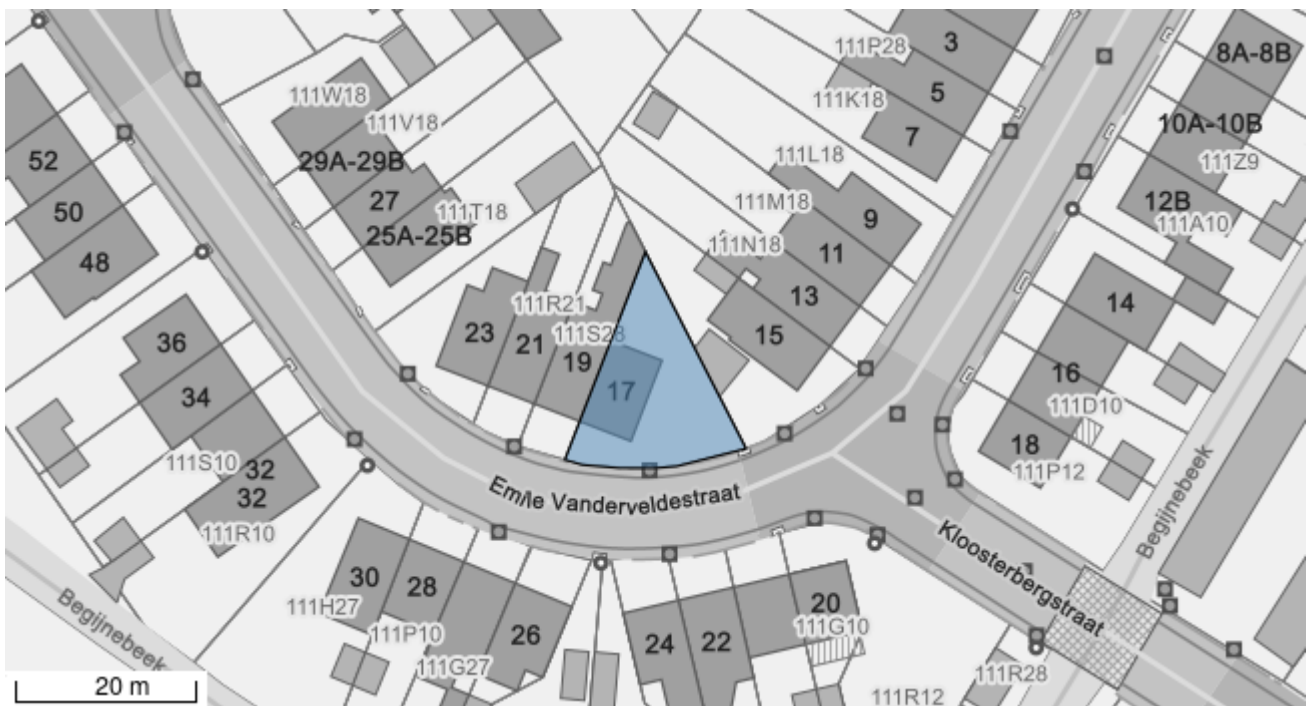 3
8A-8B
111P28
5
111W18
111K18
10A-10B
111V18
7
111L18
111Z9
52
29A-29B
27
111M18
12B
50
111T18
9
111A10
25A-25B
111N18
11
48
13
14
111R21
23
21
111S28
15
36
19
17
16
34
111D10
18
111S10
32
111P12
32
Emile Vanderveldestraat
Begijnebeek
111R10
Kloosterbergstraat
30
28
111H27
20
Begijnebeek
111P10
26
24
22
111G10
111G27
111R28
20 m
111R12